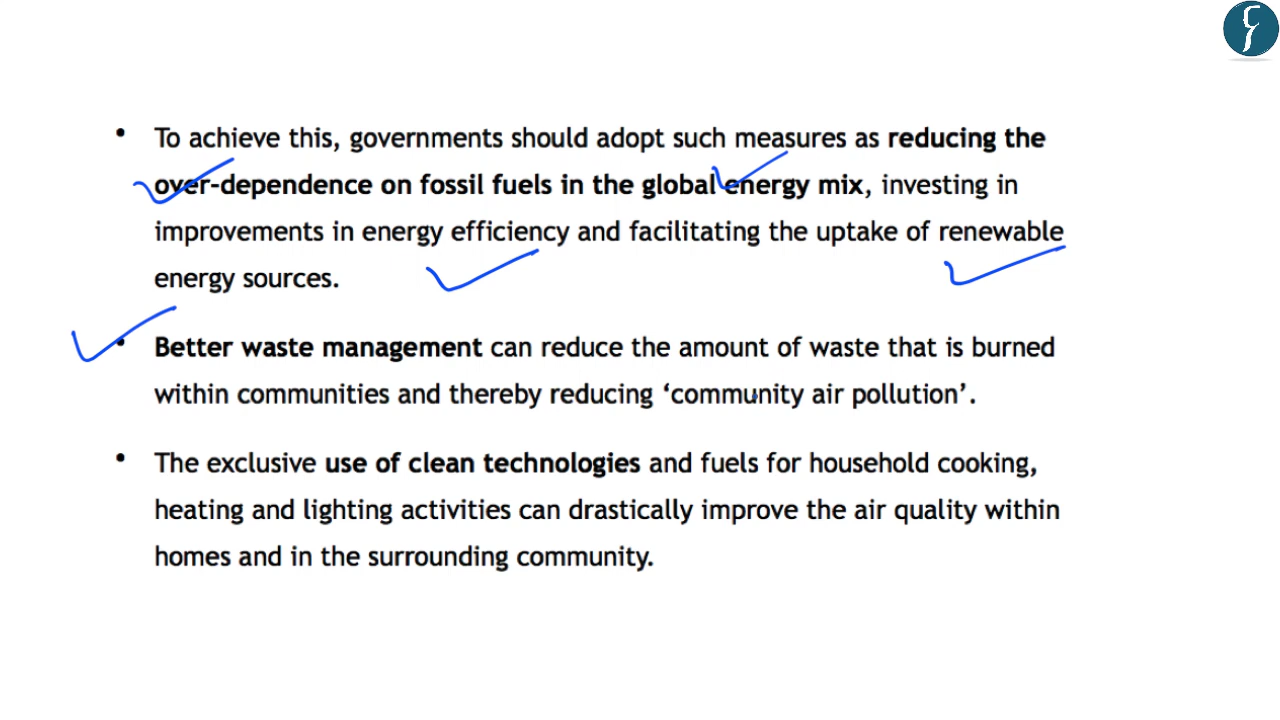 • To achieve this, governments should adopt such measures as reducing the
over-dependence on fossil fuels in the global energy mix, investing in
improvements in energy efficiency and facilitating the uptake of renewable
energy sources.
• Better waste management can reduce the amount of waste that is burned
within communities and thereby reducing ‘community air pollution’.
• The exclusive use of clean technologies and fuels for household cooking,
heating and lighting activities can drastically improve the air quality within
homes and in the surrounding community.